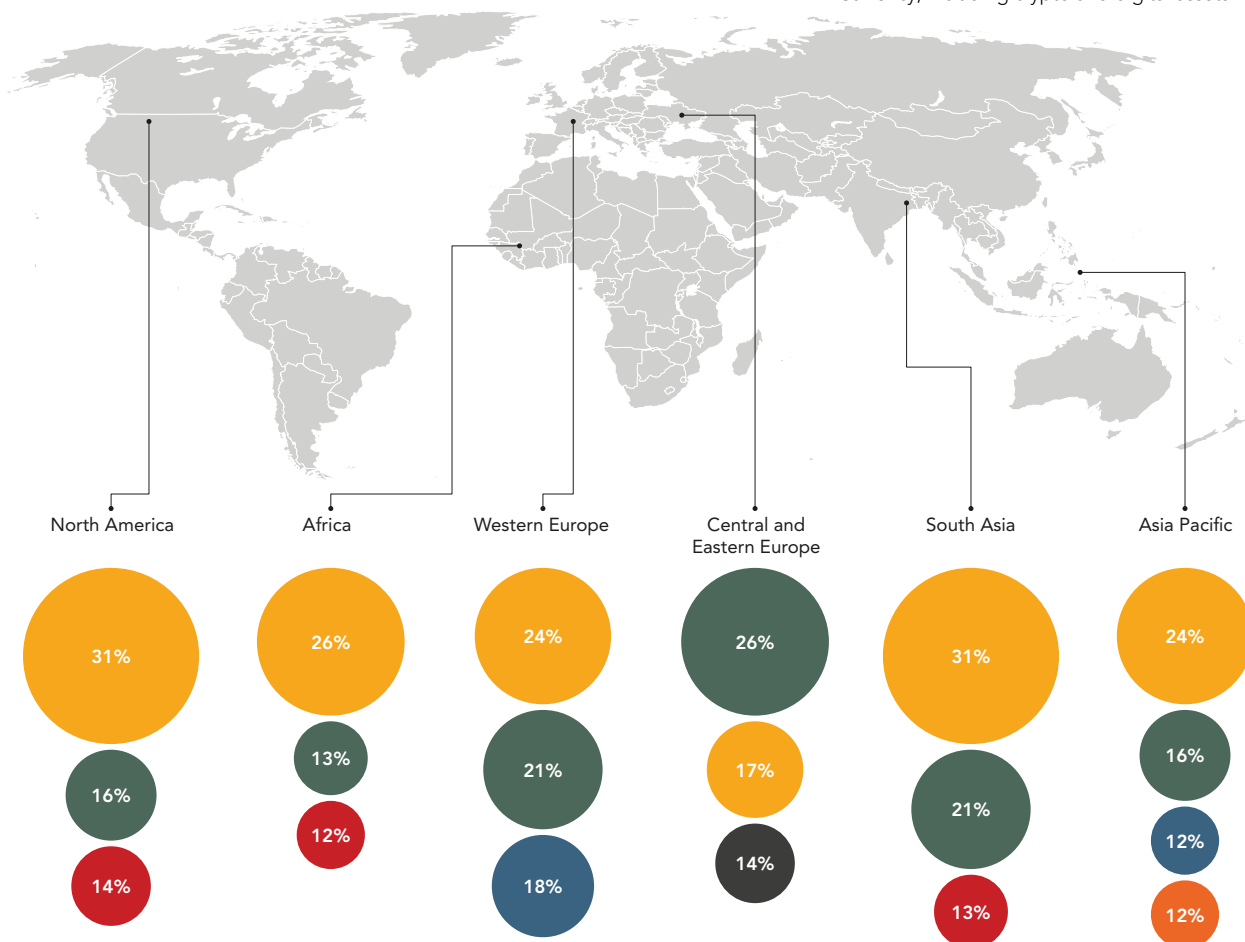 North America
Africa
Western Europe
Central and
Eastern Europe
South Asia
Asia Pacific
31%
26%
24%
26%
31%
24%
16%
13%
21%
17%
21%
16%
14%
12%
18%
14%
13%
12%
12%